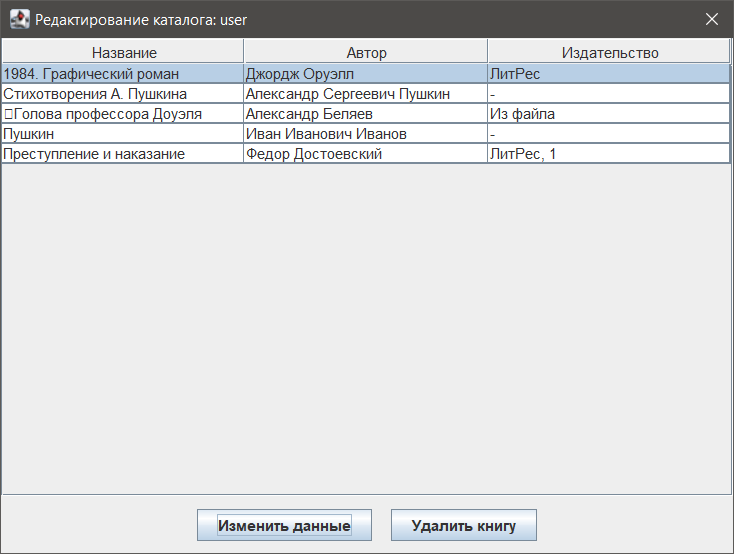 Редактирование каталога: user
Название Автор Издательство
1984. Графический роман Джордж Оруэлл ЛитРес
Стихотворения А. Пушкина Александр Сергеевич Пушкин -
Голова профессора Доуэля Александр Беляев Из файла
Пушкин Иван Иванович Иванов -
Преступление и наказание Федор Достоевский ЛитРес, 1
Изменить данные Удалить книгу